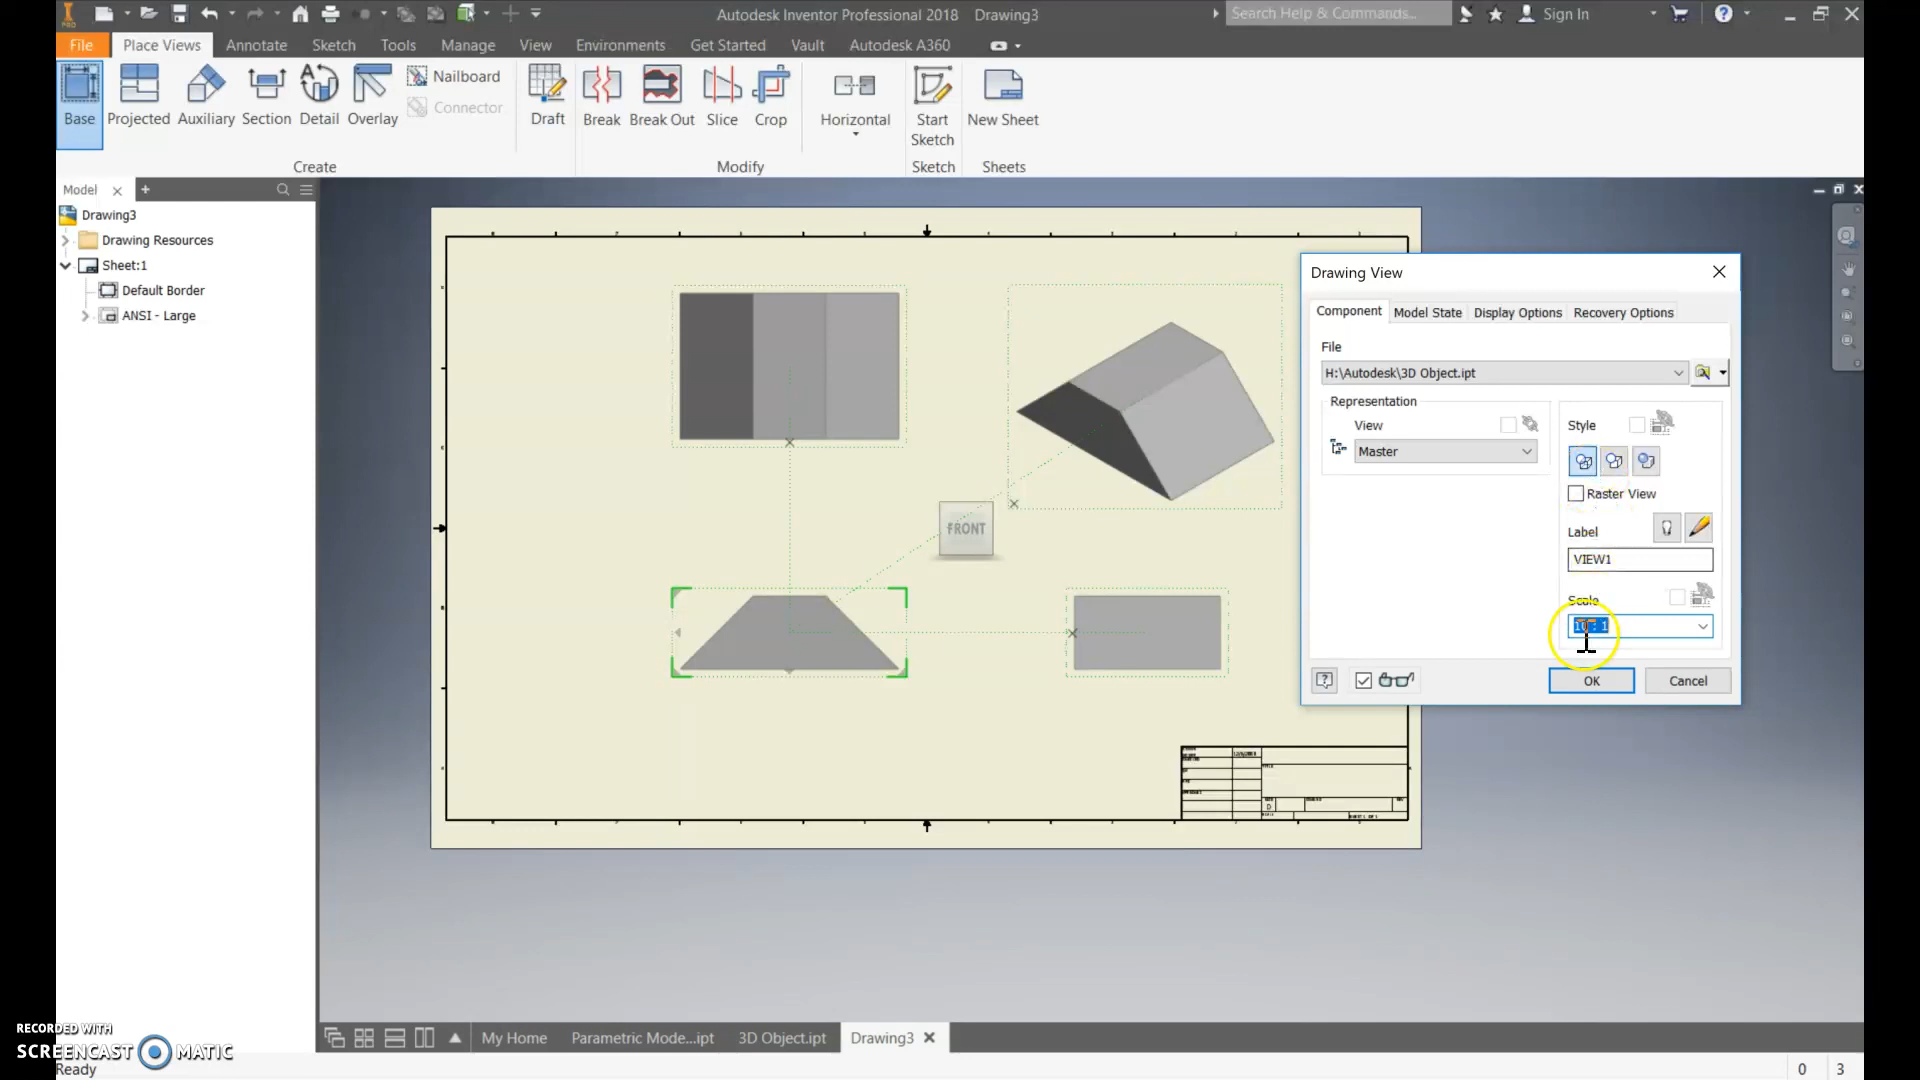 Autodesk Inventor Professional 2018 Drawing3
Search Help & Commands...
Sign In
File Place Views Annotate Sketch Tools Manage View Environments Get Started Vault Autodesk A360
Base Projected Auxiliary Section Detail Overlay
Nailboard
Connector
Draft Break Break Out Slice Crop Horizontal
Start Sketch
New Sheet
Create Modify Sketch Sheets
Model
Drawing3
Drawing Resources
Sheet:1
Default Border
ANSI - Large
FRONT
Drawing View
Component Model State Display Options Recovery Options
File
H:\Autodesk\3D Object.ipt
Representation
View
Master
Style
Raster View
Label
VIEW1
Scale
OK Cancel
My Home Parametric Mode...ipt 3D Object.ipt Drawing3
RECORDED WITH
SCREENCAST MATIC
Ready
0 3